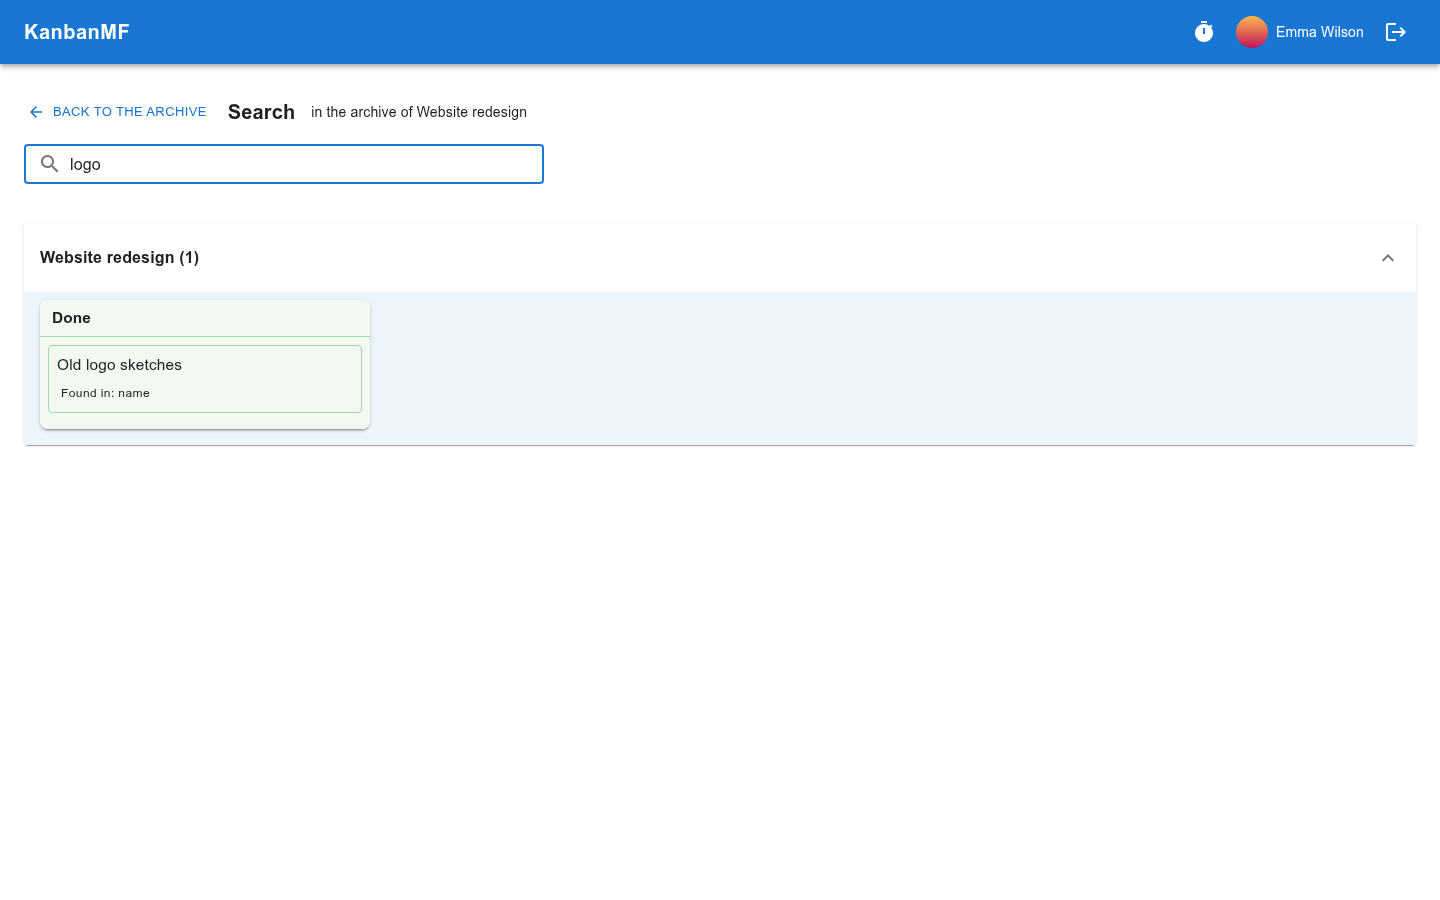 KanbanMF
Emma Wilson
BACK TO THE ARCHIVE
Search
in the archive of Website redesign
logo
Website redesign (1)
Done
Old logo sketches
Found in: name